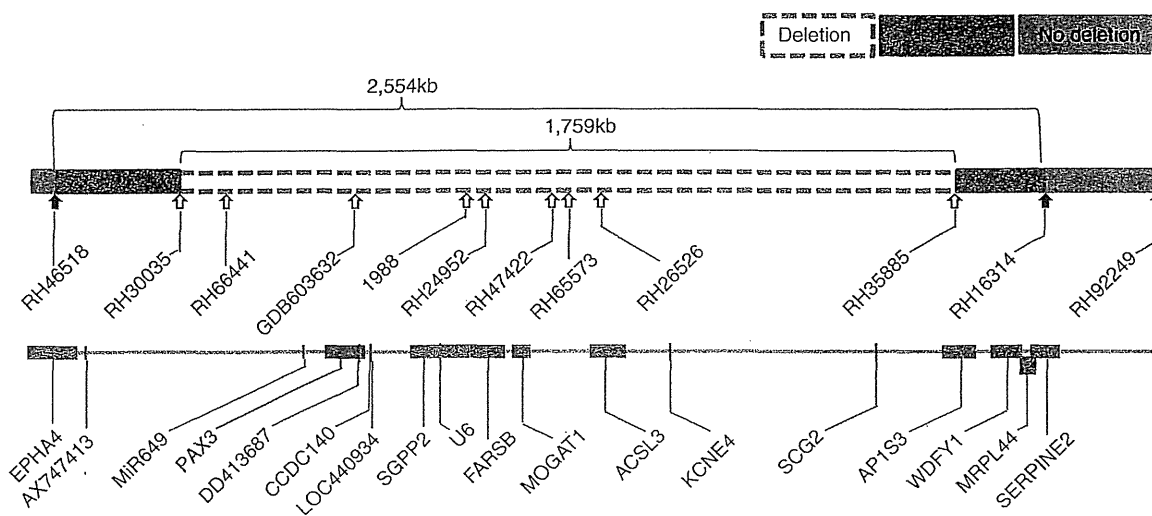 Deletion
No deletion
2,554kb
1,759kb
RH46518
RH30035
RH66441
GDB603632
1988
RH24952
RH47422
RH65573
RH26526
RH35885
RH16314
RH92249
EPHA4
AX747413
MiR649
PAX3
DD413687
CCDC140
LOC440934
SGPP2
U6
FARSB
MOGAT1
ACSL3
KCNE4
SCG2
AP1S3
WDFY1
MRPL44
SERPINE2